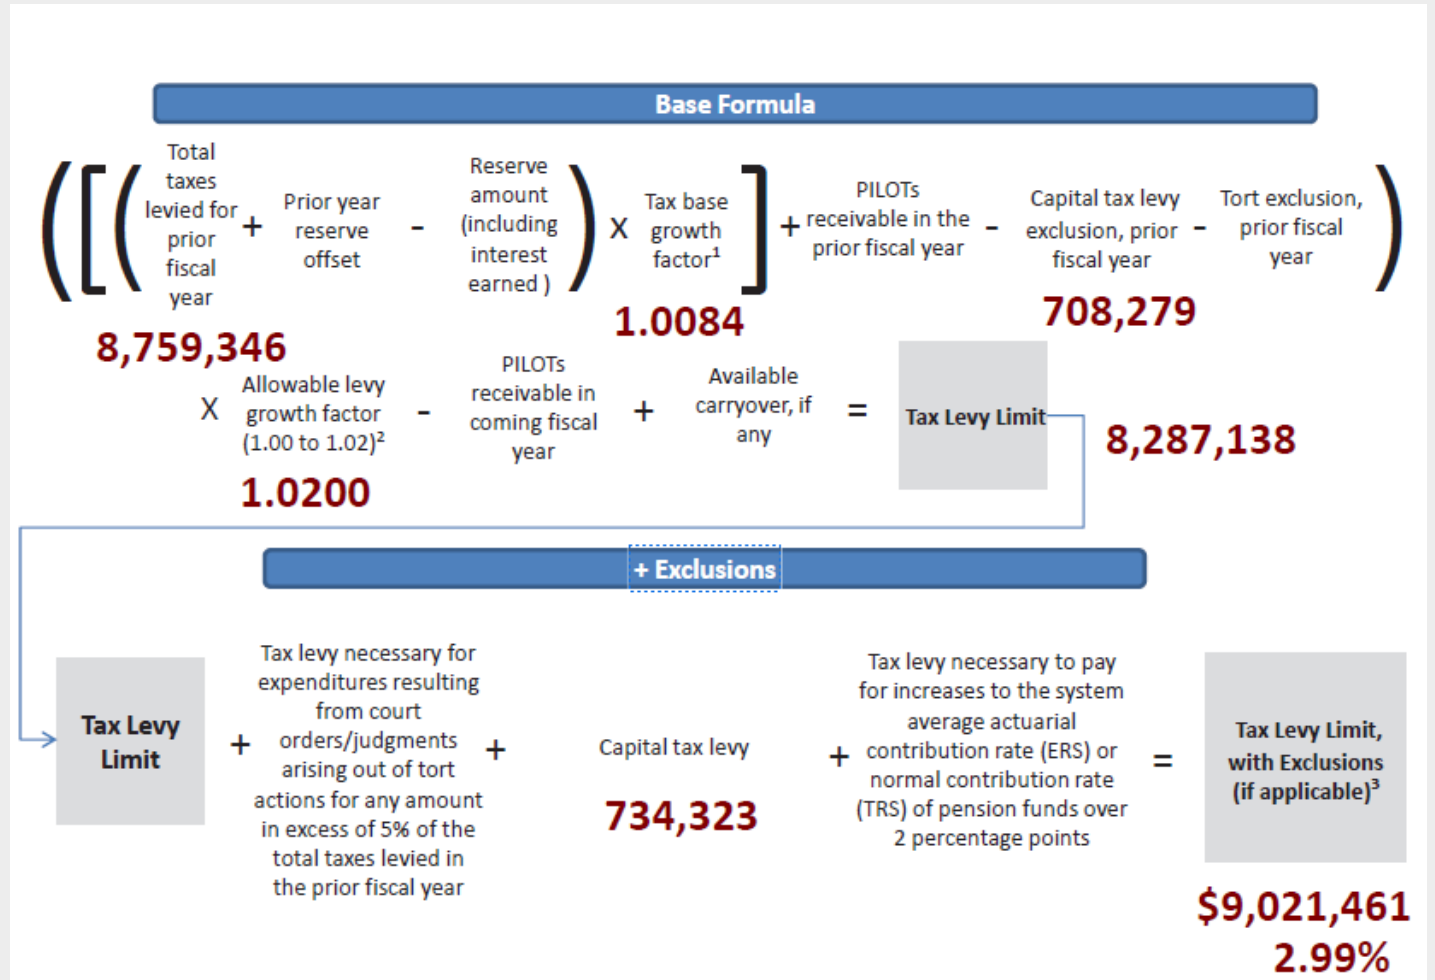 Base Formula
( [ ( Total taxes levied for prior fiscal year + Prior year reserve offset - Reserve amount (including interest earned ) ) X Tax base growth factor¹ ] + PILOTs receivable in the prior fiscal year - Capital tax levy exclusion, prior fiscal year - Tort exclusion, prior fiscal year )
8,759,346
1.0084
708,279
X Allowable levy growth factor (1.00 to 1.02)² - PILOTs receivable in coming fiscal year + Available carryover, if any = Tax Levy Limit
8,287,138
1.0200
+ Exclusions
Tax Levy Limit + Tax levy necessary for expenditures resulting from court orders/judgments arising out of tort actions for any amount in excess of 5% of the total taxes levied in the prior fiscal year + Capital tax levy + Tax levy necessary to pay for increases to the system average actuarial contribution rate (ERS) or normal contribution rate (TRS) of pension funds over 2 percentage points = Tax Levy Limit, with Exclusions (if applicable)³
734,323
$9,021,461
2.99%